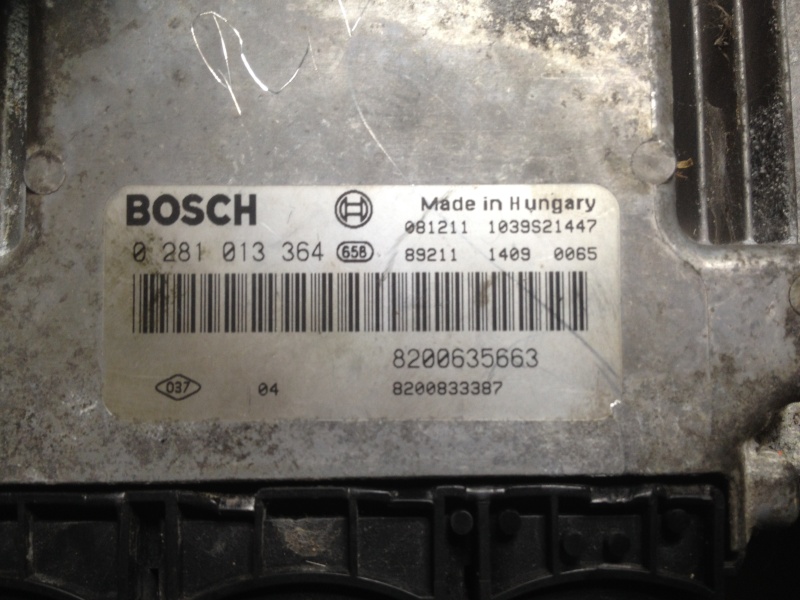 BOSCH Made in Hungary
081211 1039S21447
0 281 013 364 658 89211 1409 0065
8200635663
037 04 8200833387